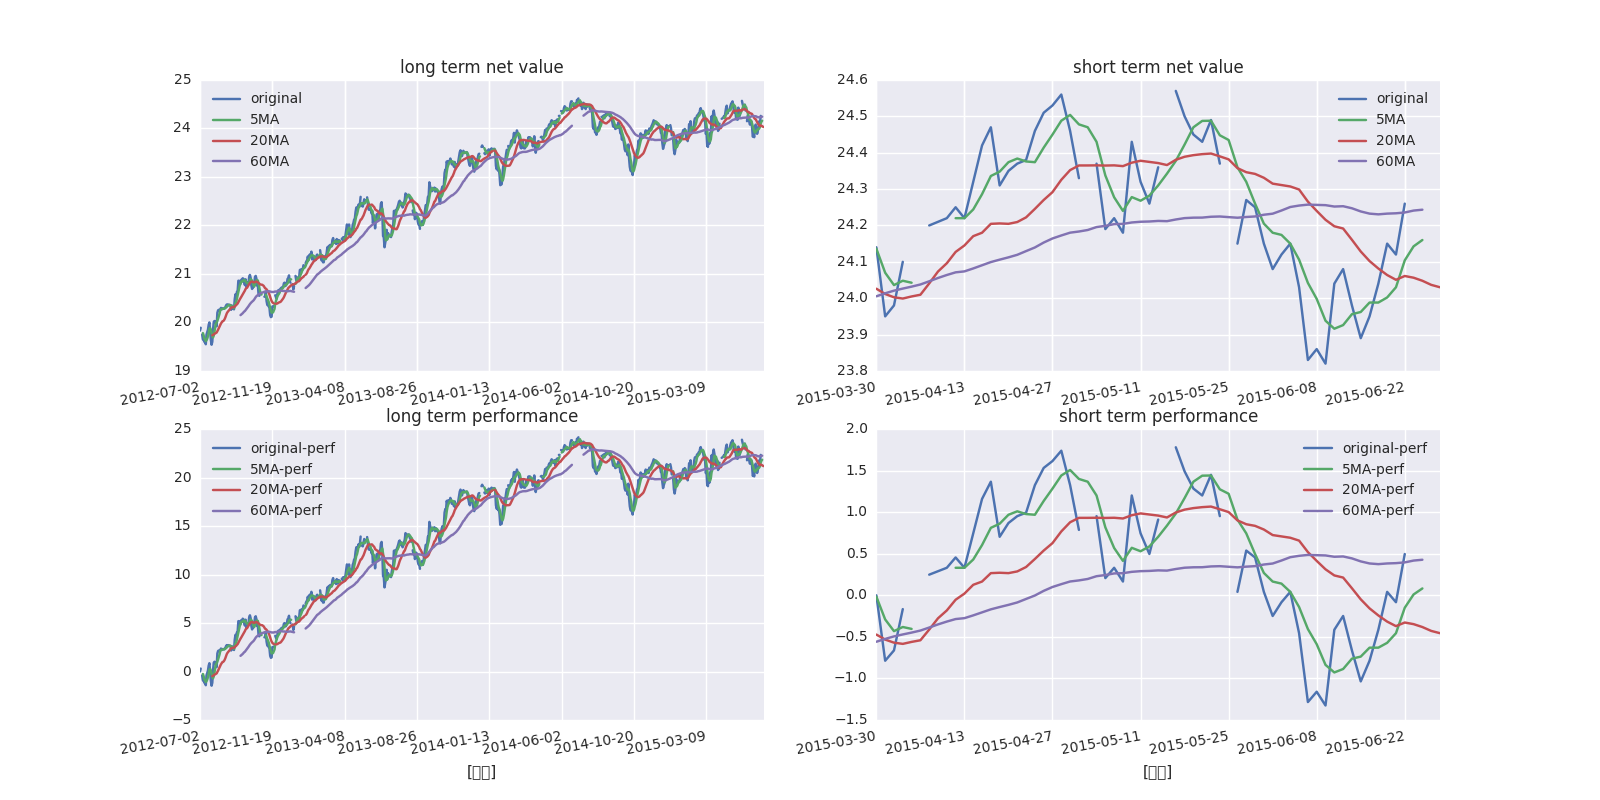 long term net value
25
24
23
22
21
20
19
original
5MA
20MA
60MA
2012-07-02 2012-11-19 2013-04-08 2013-08-26 2014-01-13 2014-06-02 2014-10-20 2015-03-09
short term net value
24.6
24.5
24.4
24.3
24.2
24.1
24.0
23.9
23.8
original
5MA
20MA
60MA
2015-03-30 2015-04-13 2015-04-27 2015-05-11 2015-05-25 2015-06-08 2015-06-22
long term performance
25
20
15
10
5
0
−5
original-perf
5MA-perf
20MA-perf
60MA-perf
2012-07-02 2012-11-19 2013-04-08 2013-08-26 2014-01-13 2014-06-02 2014-10-20 2015-03-09
short term performance
2.0
1.5
1.0
0.5
0.0
−0.5
−1.0
−1.5
original-perf
5MA-perf
20MA-perf
60MA-perf
2015-03-30 2015-04-13 2015-04-27 2015-05-11 2015-05-25 2015-06-08 2015-06-22